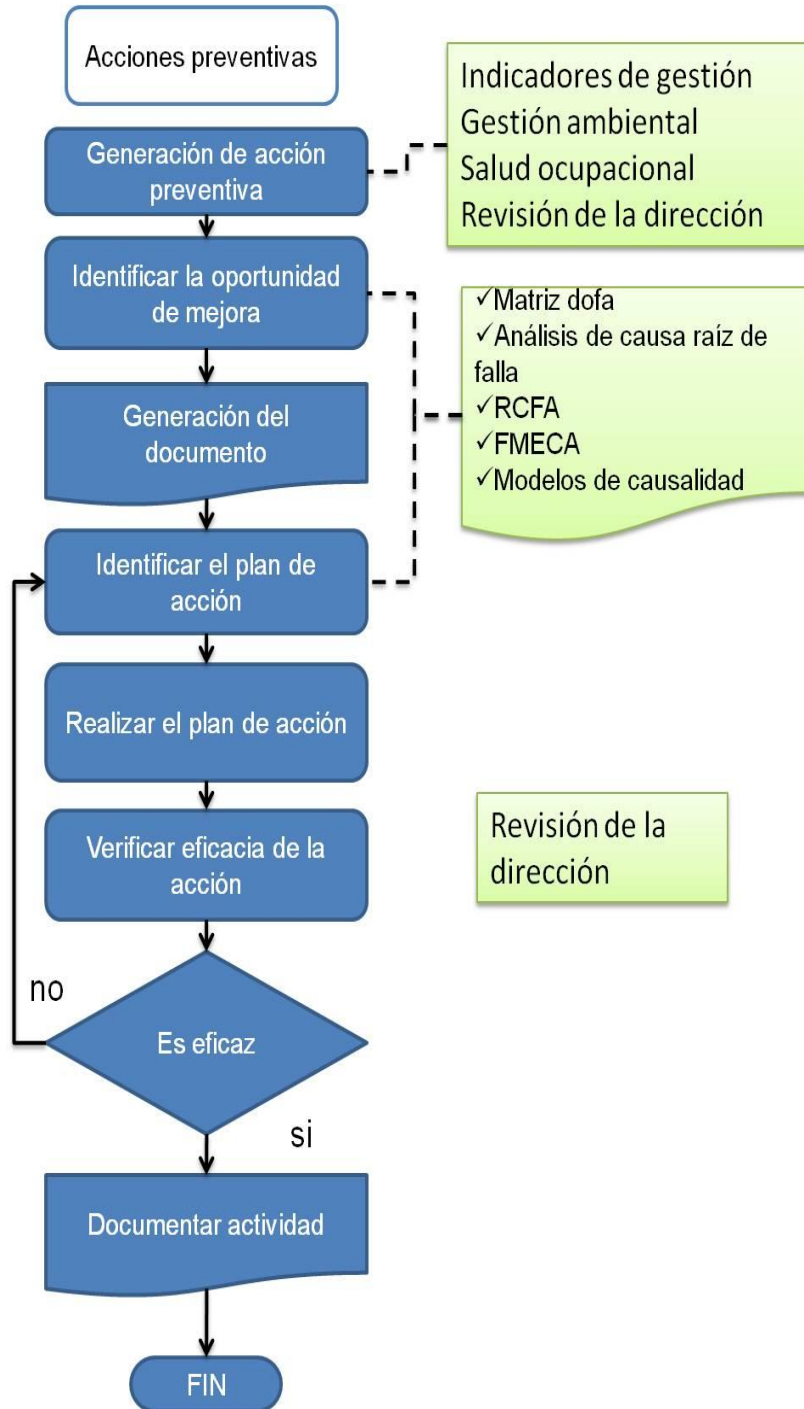 Acciones preventivas
Generación de acción
preventiva
Indicadores de gestión
Gestión ambiental
Salud ocupacional
Revisión de la dirección
Identificar la oportunidad
de mejora
✓Matriz dofa
✓Análisis de causa raíz de
falla
✓RCFA
✓FMECA
✓Modelos de causalidad
Generación del
documento
Identificar el plan de
acción
Realizar el plan de acción
Verificar eficacia de la
acción
Revisión de la
dirección
no
Es eficaz
si
Documentar actividad
FIN